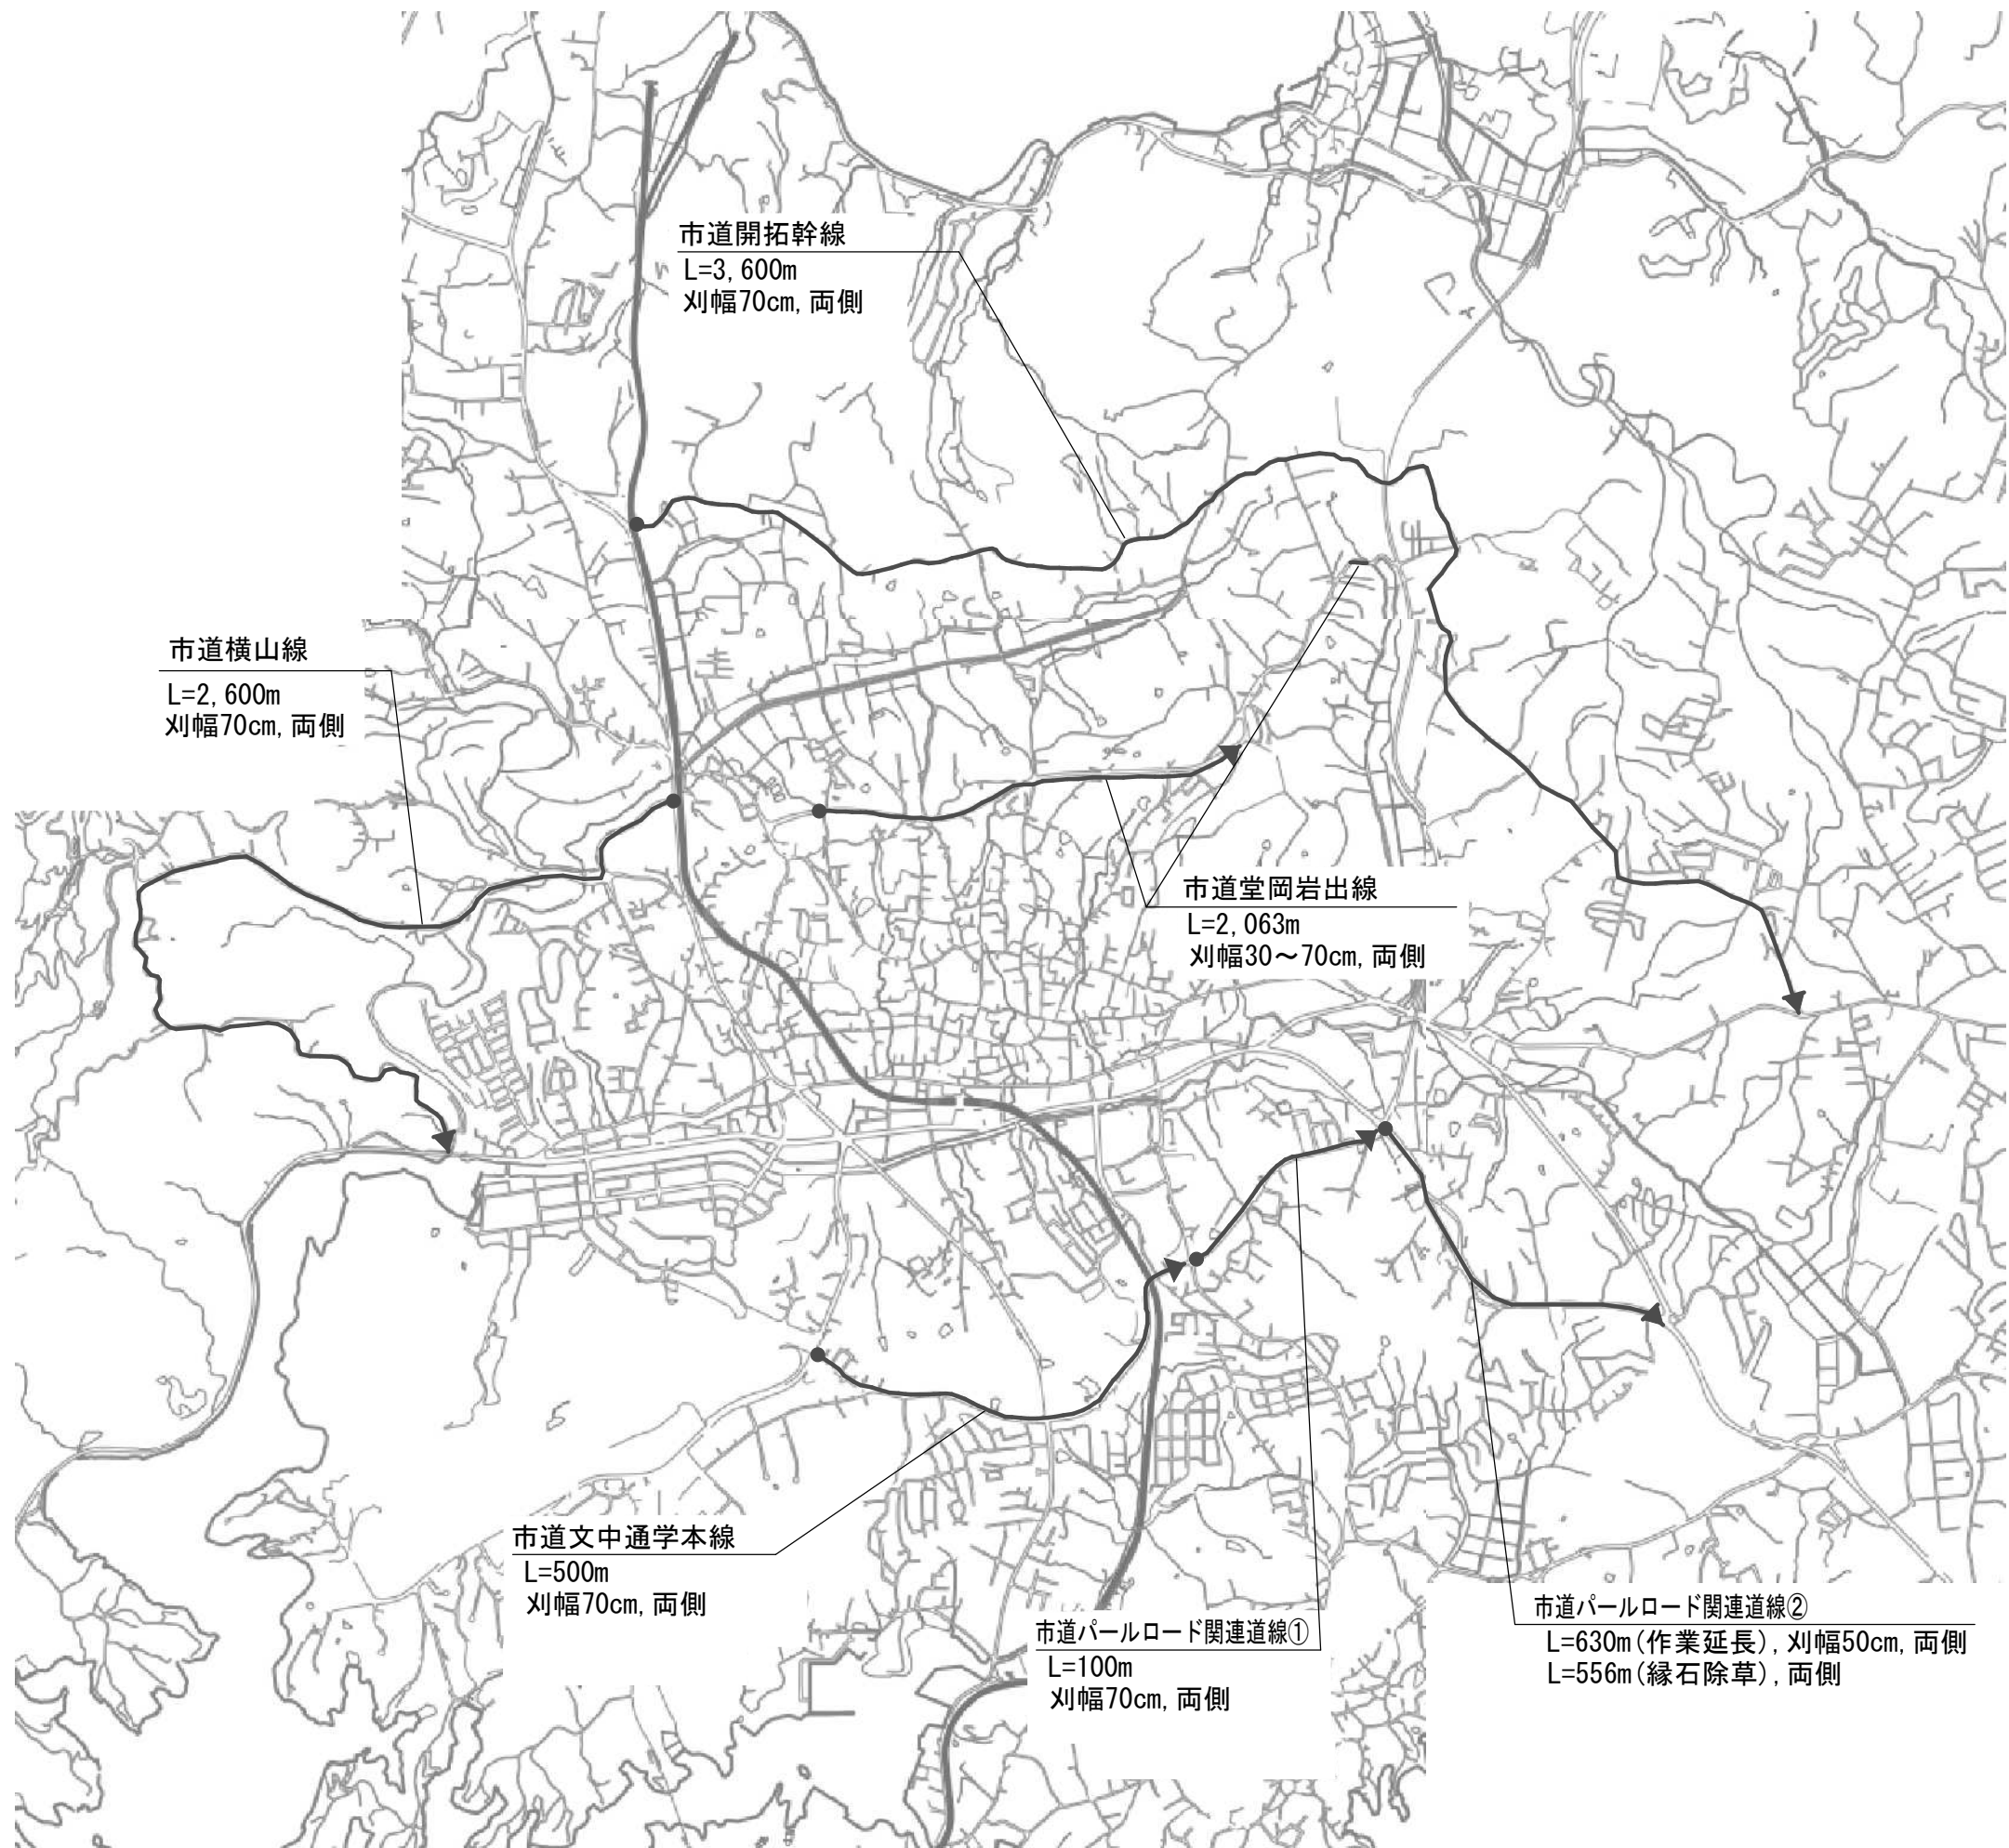 市道開拓幹線
L=3,600m
刈幅70cm,両側
市道横山線
L=2,600m
刈幅70cm,両側
市道堂岡岩出線
L=2,063m
刈幅30～70cm,両側
市道文中通学本線
L=500m
刈幅70cm,両側
市道パールロード関連道線①
L=100m
刈幅70cm,両側
市道パールロード関連道線②
L=630m(作業延長),刈幅50cm,両側
L=556m(縁石除草),両側